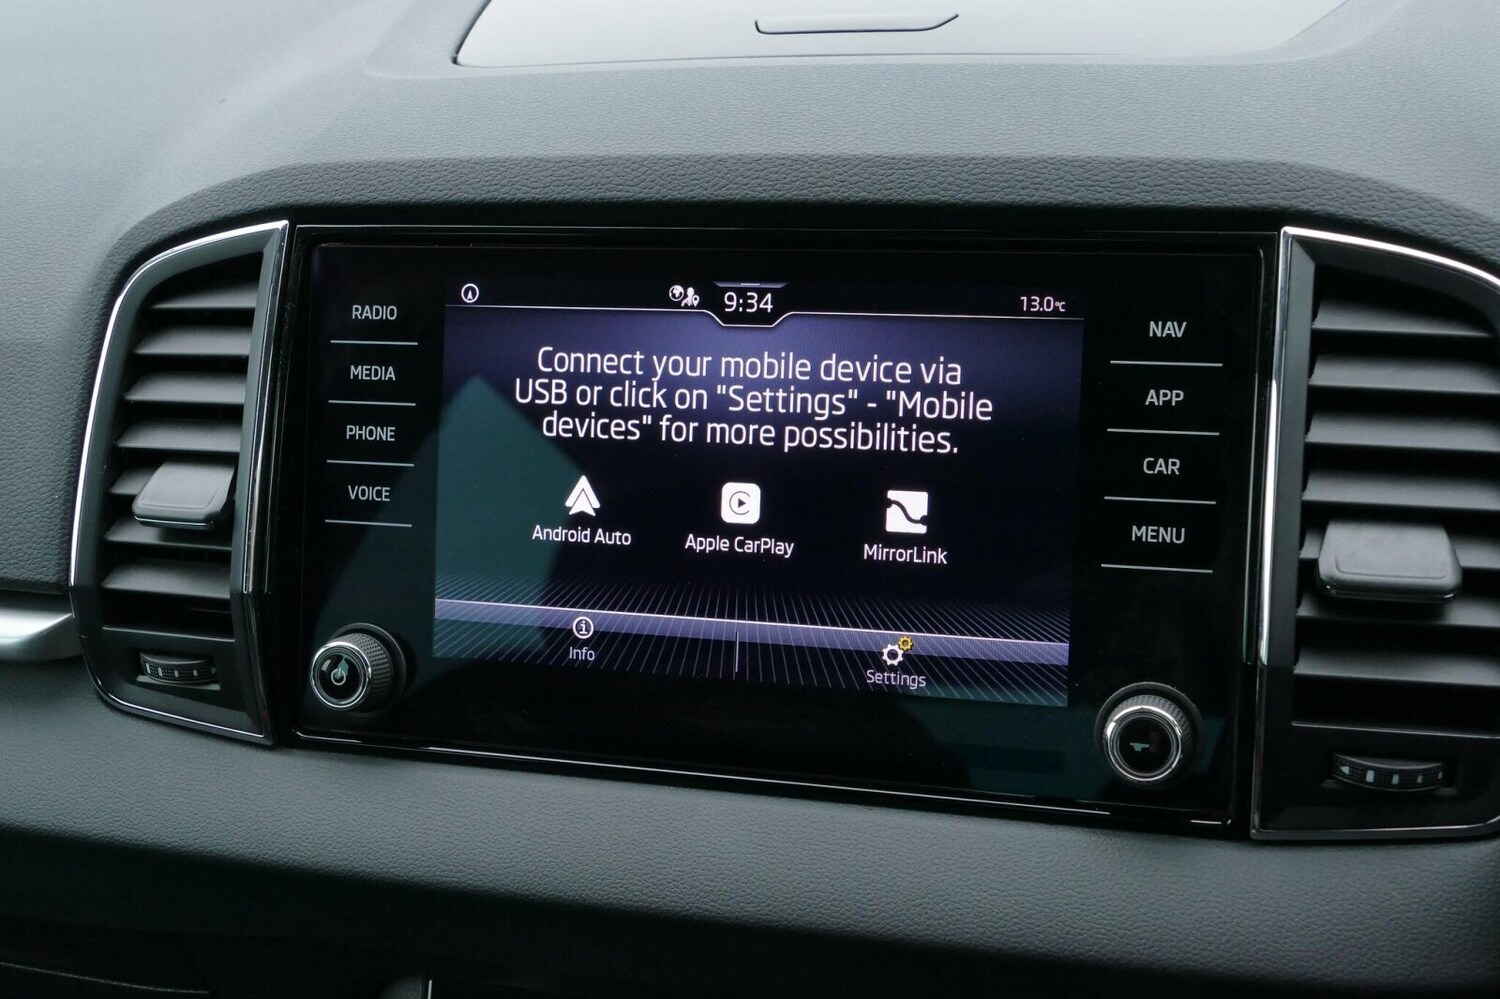 9:34
13.0°C
RADIO
MEDIA
PHONE
VOICE
Connect your mobile device via
USB or click on "Settings" - "Mobile
devices" for more possibilities.
Android Auto
Apple CarPlay
MirrorLink
Info
Settings
NAV
APP
CAR
MENU